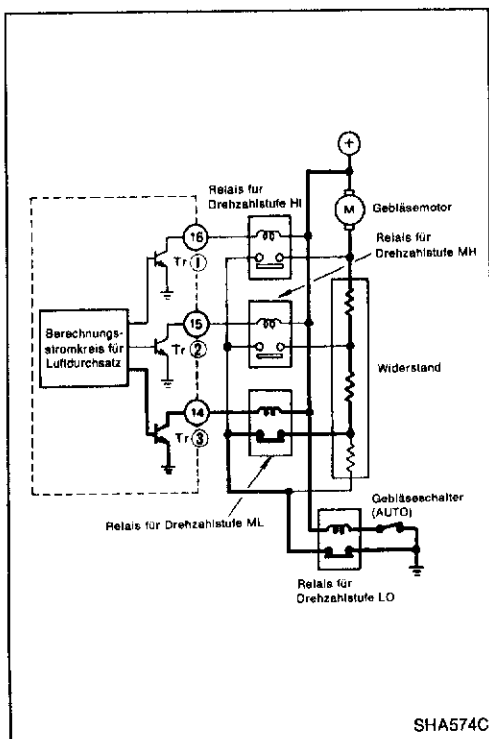 +
Relais fur
Drehzahlstufe HI
M
Gebläsemotor
Relais für
Drehzahlstufe MH
16
Tr ①
Berechnungs-
stromkreis für
Luftdurchsatz
15
Tr ②
Widerstand
14
Tr ③
Gebläseschalter
(AUTO)
Relais für Drehzahlstufe ML
Relais für
Drehzahlstufe LO
SHA574C